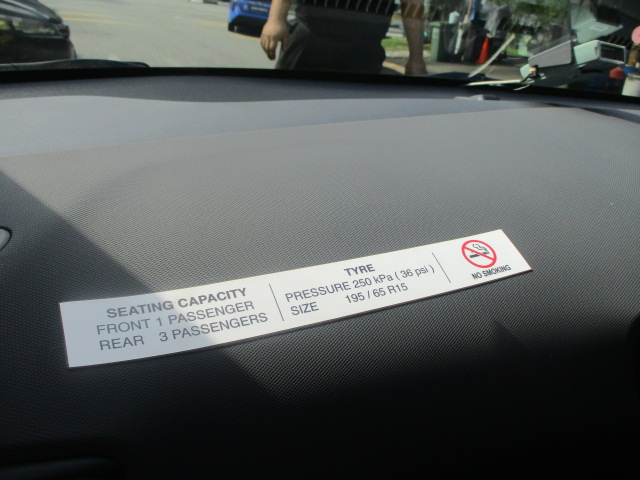 SEATING CAPACITY
FRONT 1 PASSENGER
REAR 3 PASSENGERS
TYRE
PRESSURE 250 kPa ( 36 psi )
SIZE 195 / 65 R15
NO SMOKING